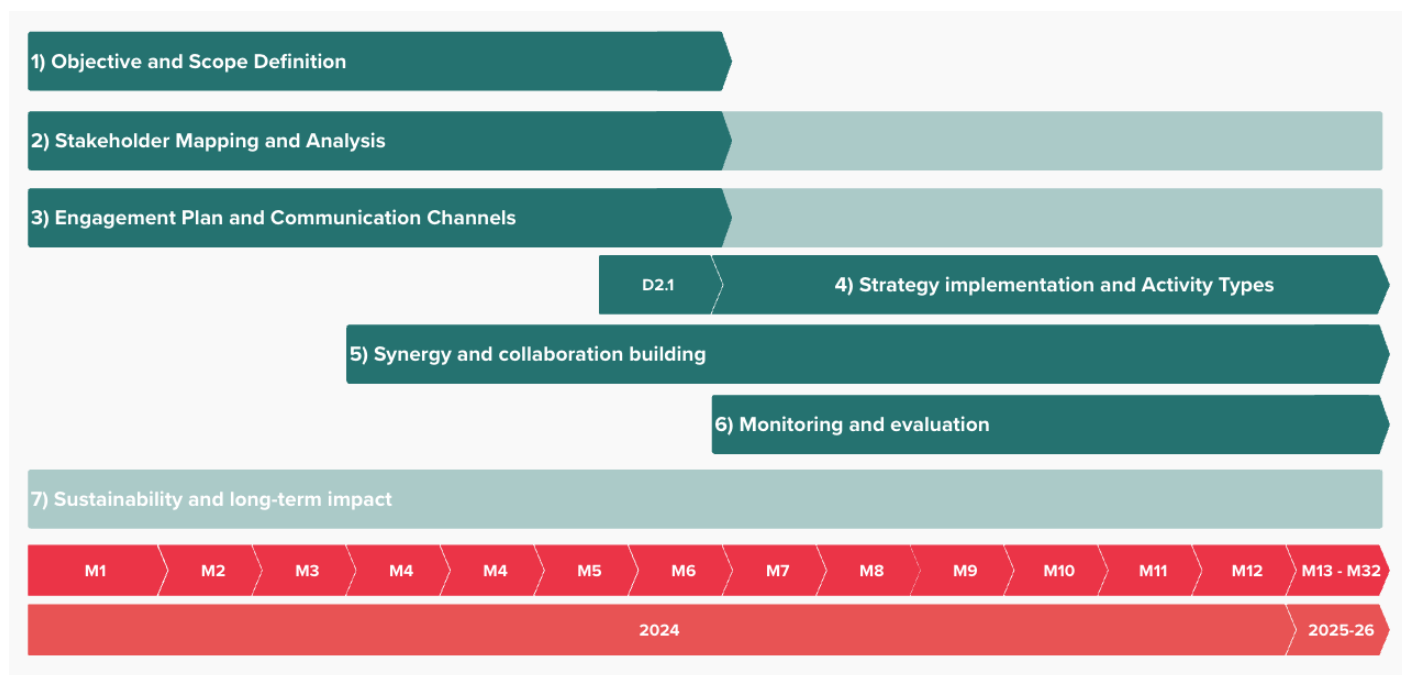 1) Objective and Scope Definition
2) Stakeholder Mapping and Analysis
3) Engagement Plan and Communication Channels
D2.1 4) Strategy implementation and Activity Types
5) Synergy and collaboration building
6) Monitoring and evaluation
7) Sustainability and long-term impact
M1 M2 M3 M4 M4 M5 M6 M7 M8 M9 M10 M11 M12 M13 - M32
2024 2025-26